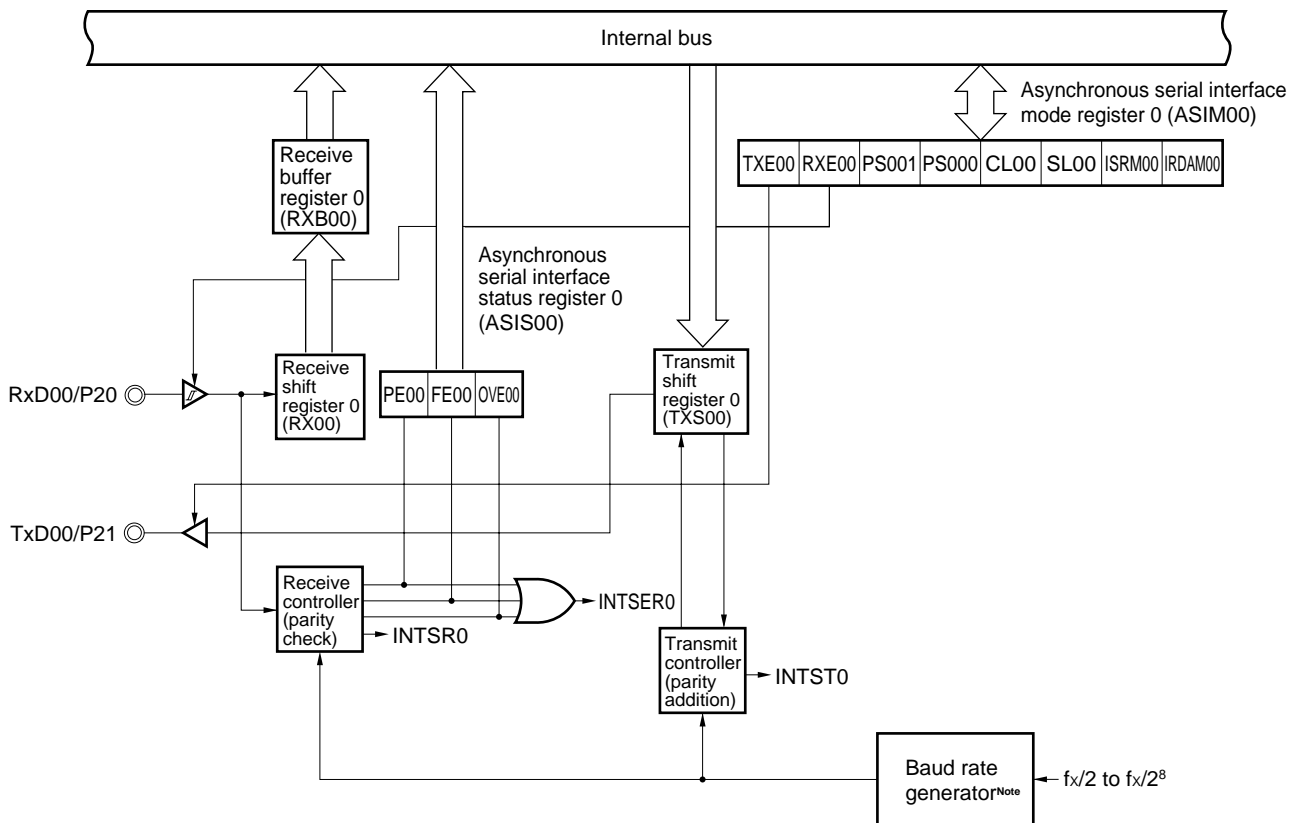 Internal bus
Asynchronous serial interface
mode register 0 (ASIM00)
TXE00 RXE00 PS001 PS000 CL00 SL00 ISRM00 IRDAM00
Receive
buffer
register 0
(RXB00)
Asynchronous
serial interface
status register 0
(ASIS00)
RxD00/P20
Receive
shift
register 0
(RX00)
PE00 FE00 OVE00
Transmit
shift
register 0
(TXS00)
TxD00/P21
Receive
controller
(parity
check)
INTSER0
INTSR0
Transmit
controller
(parity
addition)
INTST0
Baud rate
generatorNote
fx/2 to fx/2⁸